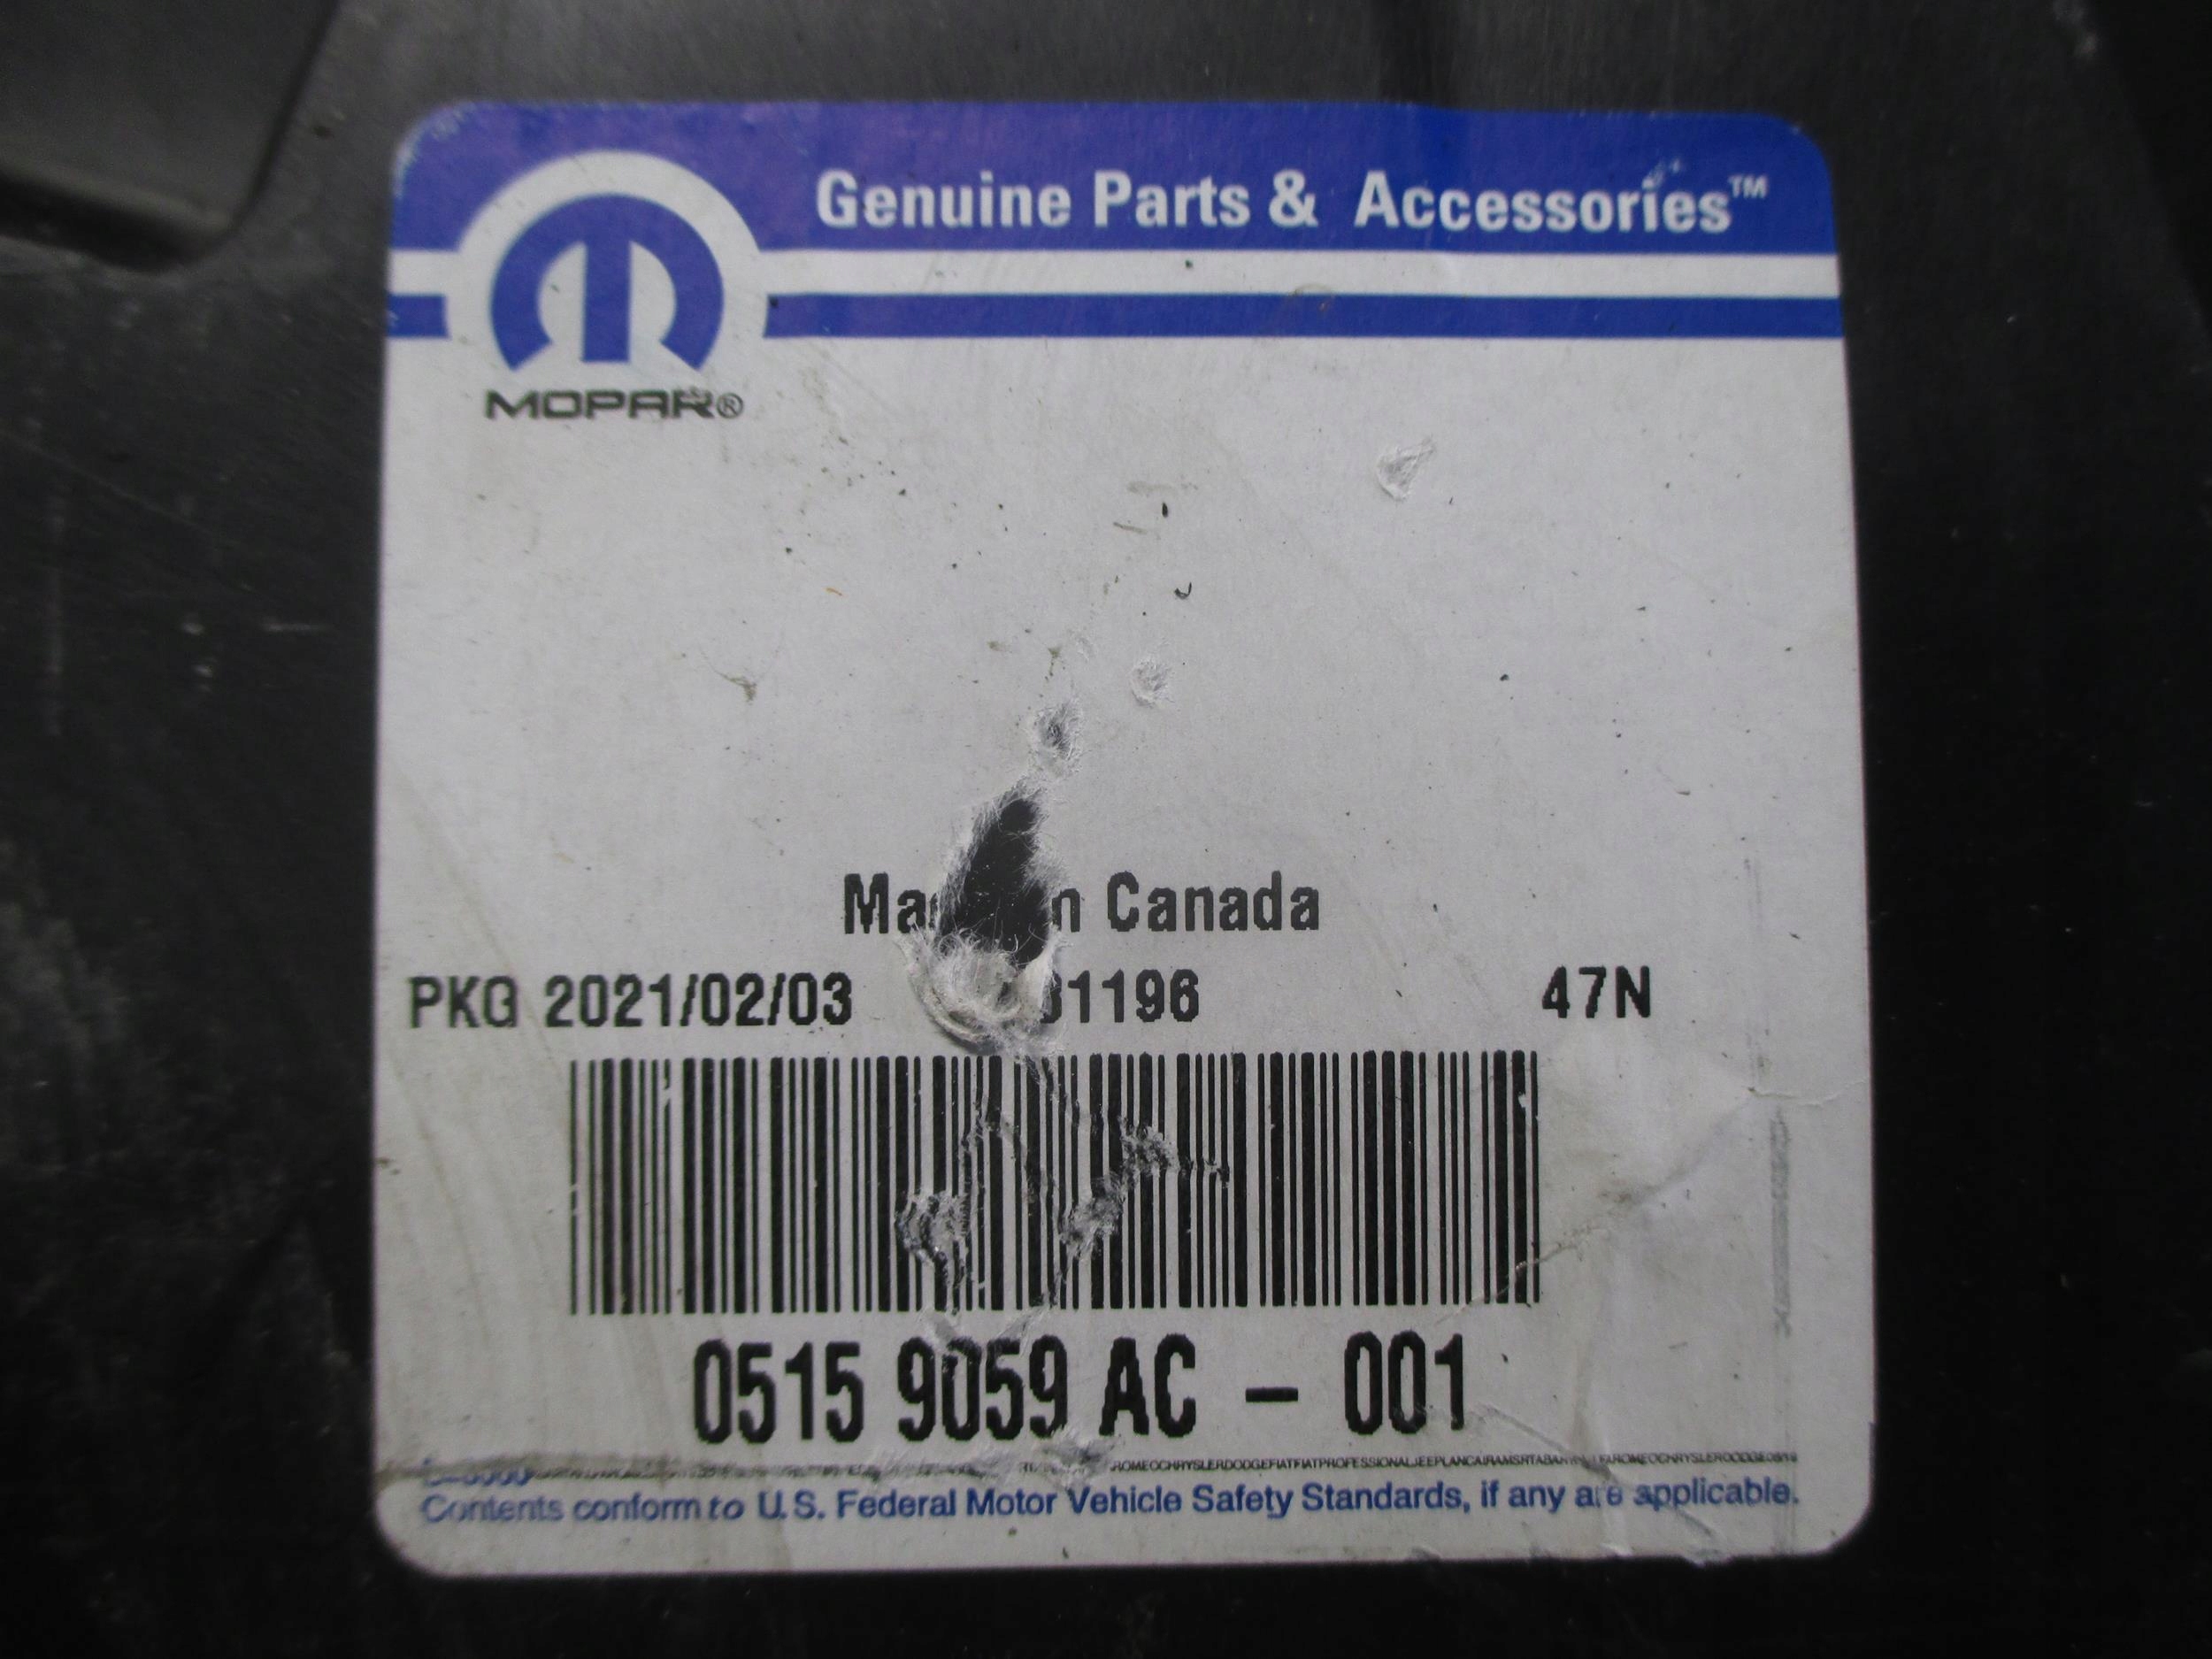 Genuine Parts & Accessories™
MOPAR®
Canada
PKG 2021/02/03 1196 47N
0515 9059 AC – 001
Contents conform to U.S. Federal Motor Vehicle Safety Standards, if any are applicable.